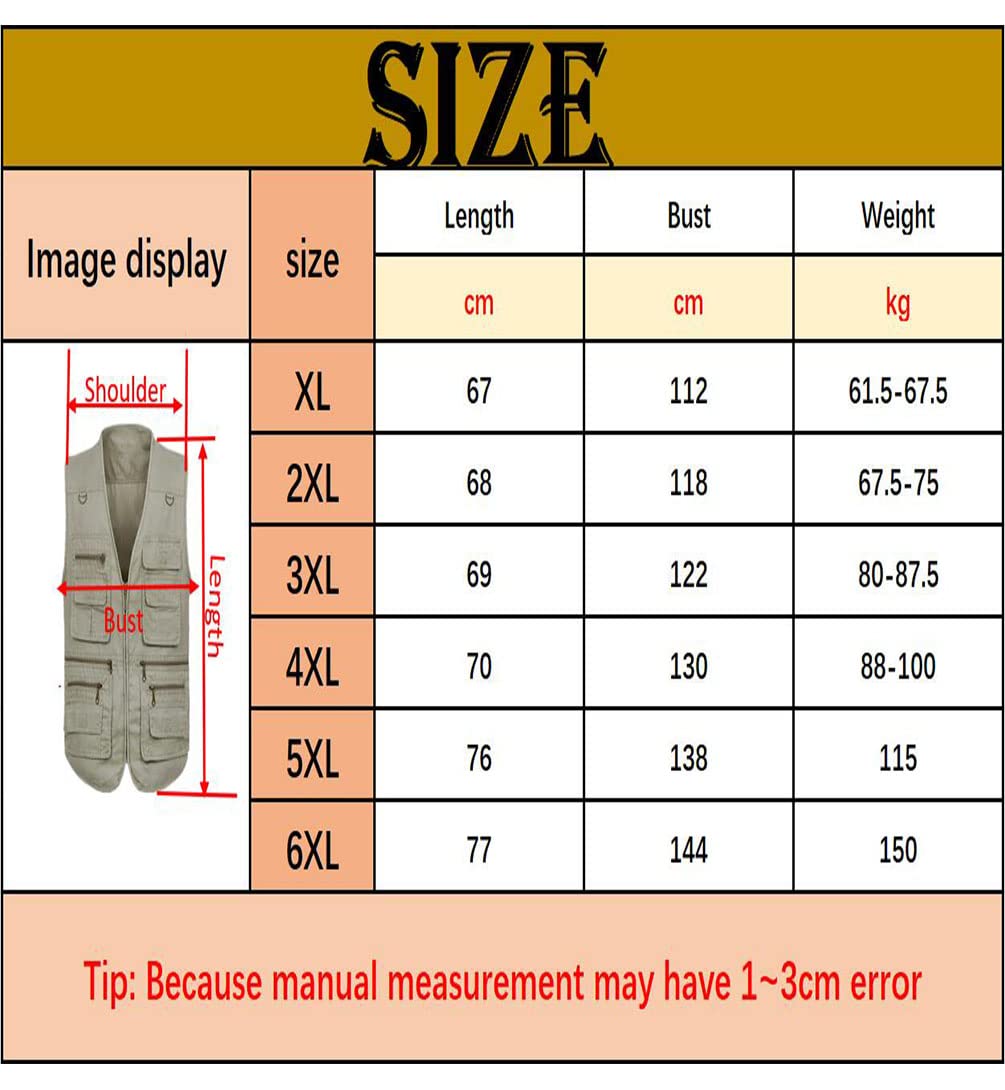 SIZE
Image display
size
Length Bust Weight
cm cm kg
XL 67 112 61.5-67.5
2XL 68 118 67.5-75
3XL 69 122 80-87.5
4XL 70 130 88-100
5XL 76 138 115
6XL 77 144 150
Shoulder
Length
Bust
Tip: Because manual measurement may have 1~3cm error